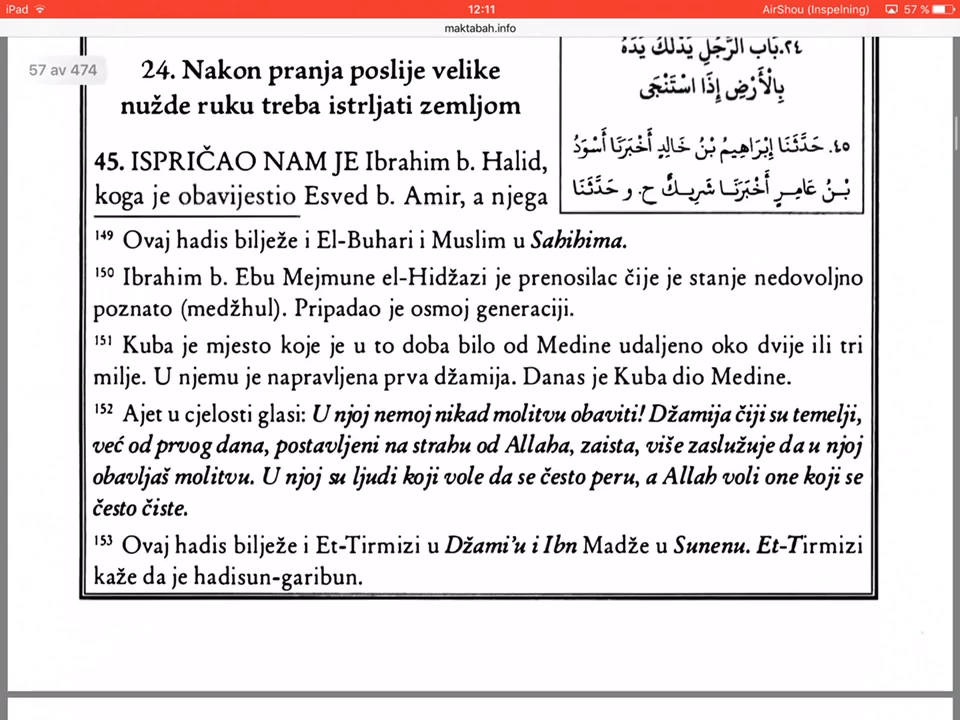 iPad
12:11
AirShou (Inspelning)
57 %
maktabah.info
57 av 474
24. Nakon pranja poslije velike
nužde ruku treba istrljati zemljom
45. ISPRIČAO NAM JE Ibrahim b. Halid,
koga je obavijestio Esved b. Amir, a njega
٢٤.بَاب الرَّجُلِ يَدْلُكُ يَدَهُ
بِالْأَرْضِ إِذَا اسْتَنْجَى
٤٥. حَدَّثَنَا إِبْرَاهِيمُ بْنُ خَالِدٍ أَخْبَرَنَا أَسْوَدُ
بْنُ عَامِرٍ أَخْبَرَنَا شَرِيكٌ ح. و حَدَّثَنَا
149 Ovaj hadis bilježe i El-Buhari i Muslim u Sahihima.
150 Ibrahim b. Ebu Mejmune el-Hidžazi je prenosilac čije je stanje nedovoljno
poznato (medžhul). Pripadao je osmoj generaciji.
151 Kuba je mjesto koje je u to doba bilo od Medine udaljeno oko dvije ili tri
milje. U njemu je napravljena prva džamija. Danas je Kuba dio Medine.
152 Ajet u cjelosti glasi: U njoj nemoj nikad molitvu obaviti! Džamija čiji su temelji,
već od prvog dana, postavljeni na strahu od Allaha, zaista, više zaslužuje da u njoj
obavljaš molitvu. U njoj su ljudi koji vole da se često peru, a Allah voli one koji se
često čiste.
153 Ovaj hadis bilježe i Et-Tirmizi u Džami'u i Ibn Madže u Sunenu. Et-Tirmizi
kaže da je hadisun-garibun.